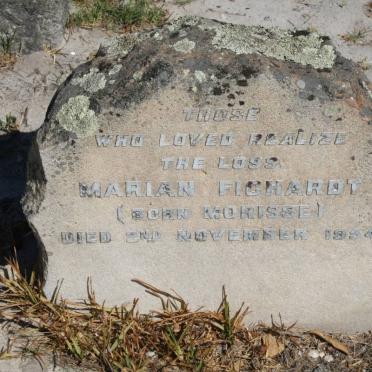 THOSE
WHO LOVED REALIZE
THE LOSS
MARIAN FICHARDT
(BORN MORISSE)
DIED 2ND NOVEMBER